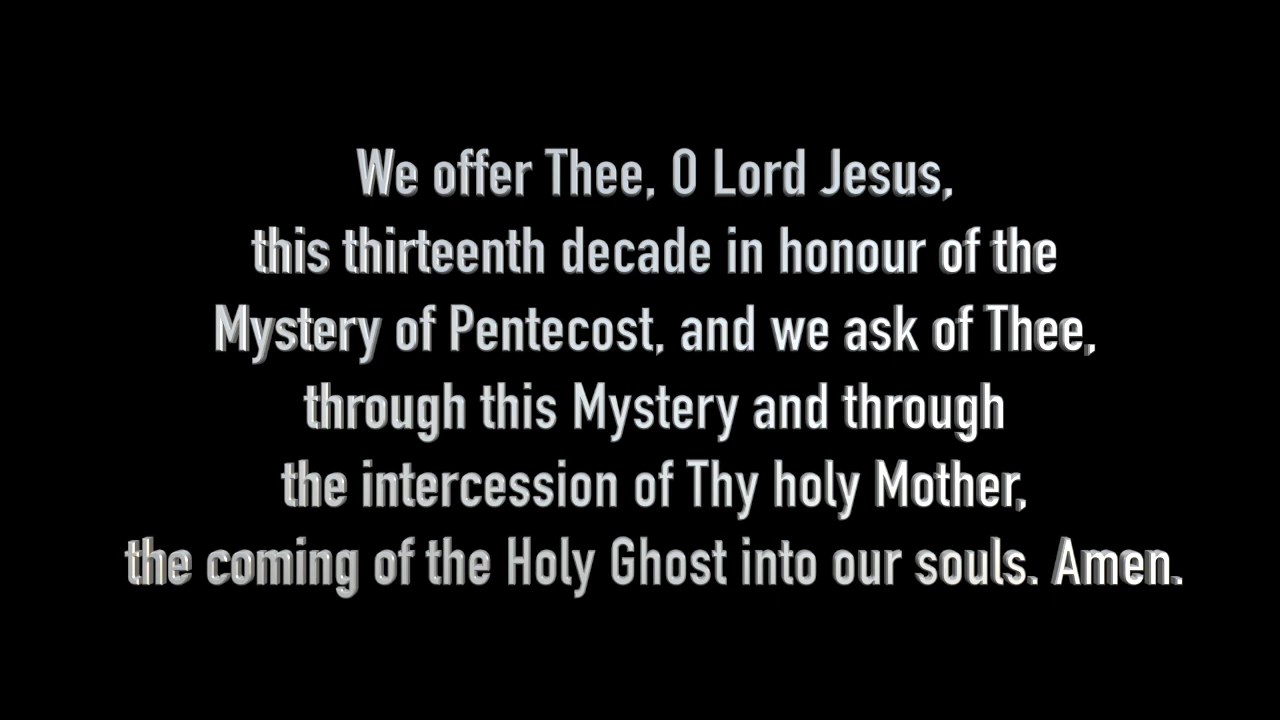 We offer Thee, O Lord Jesus,
this thirteenth decade in honour of the
Mystery of Pentecost, and we ask of Thee,
through this Mystery and through
the intercession of Thy holy Mother,
the coming of the Holy Ghost into our souls. Amen.